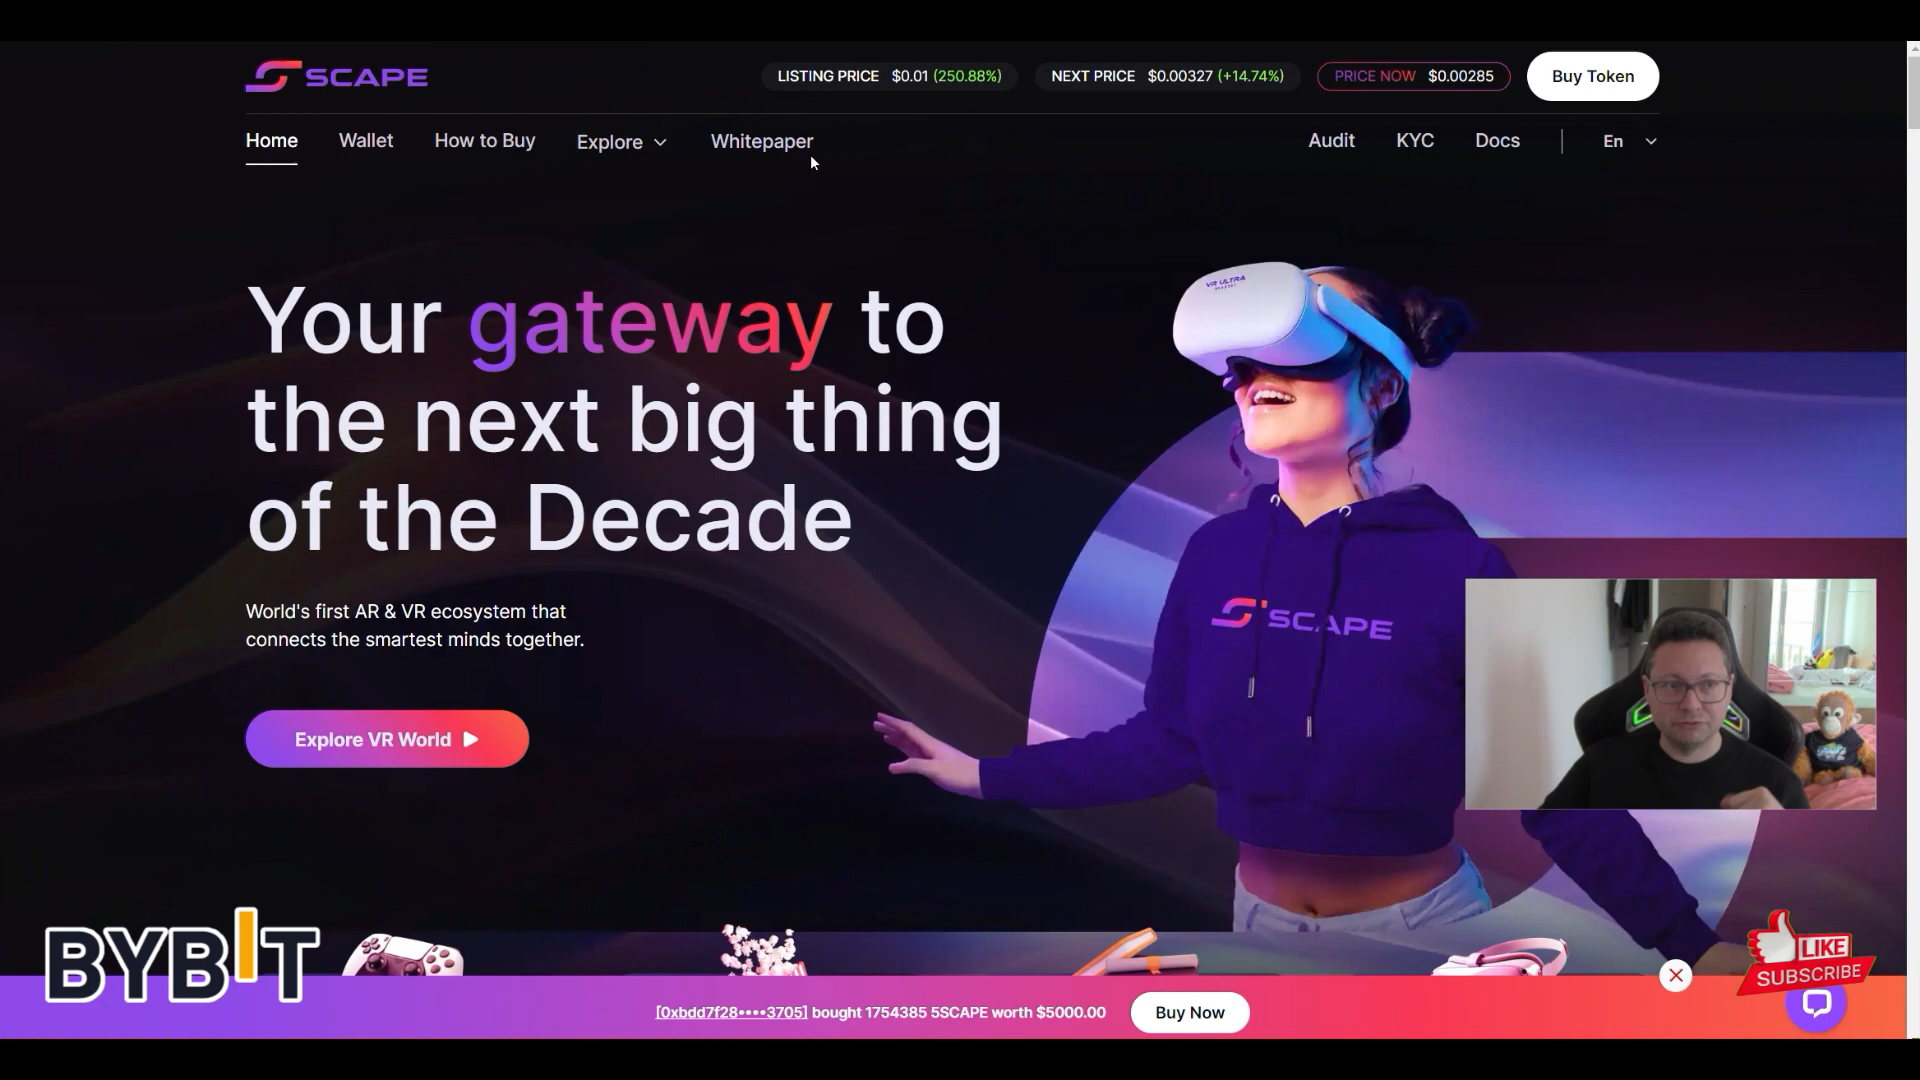 SCAPE
LISTING PRICE $0.01 (250.88%)
NEXT PRICE $0.00327 (+14.74%)
PRICE NOW $0.00285
Buy Token
Home
Wallet
How to Buy
Explore
Whitepaper
Audit
KYC
Docs
En
VR ULTRA
HEADSET
Your gateway to
the next big thing
of the Decade
World's first AR & VR ecosystem that
connects the smartest minds together.
SCAPE
Explore VR World
BYBIT
LIKE
SUBSCRIBE
[0xbdd7f28••••3705] bought 1754385 5SCAPE worth $5000.00
Buy Now